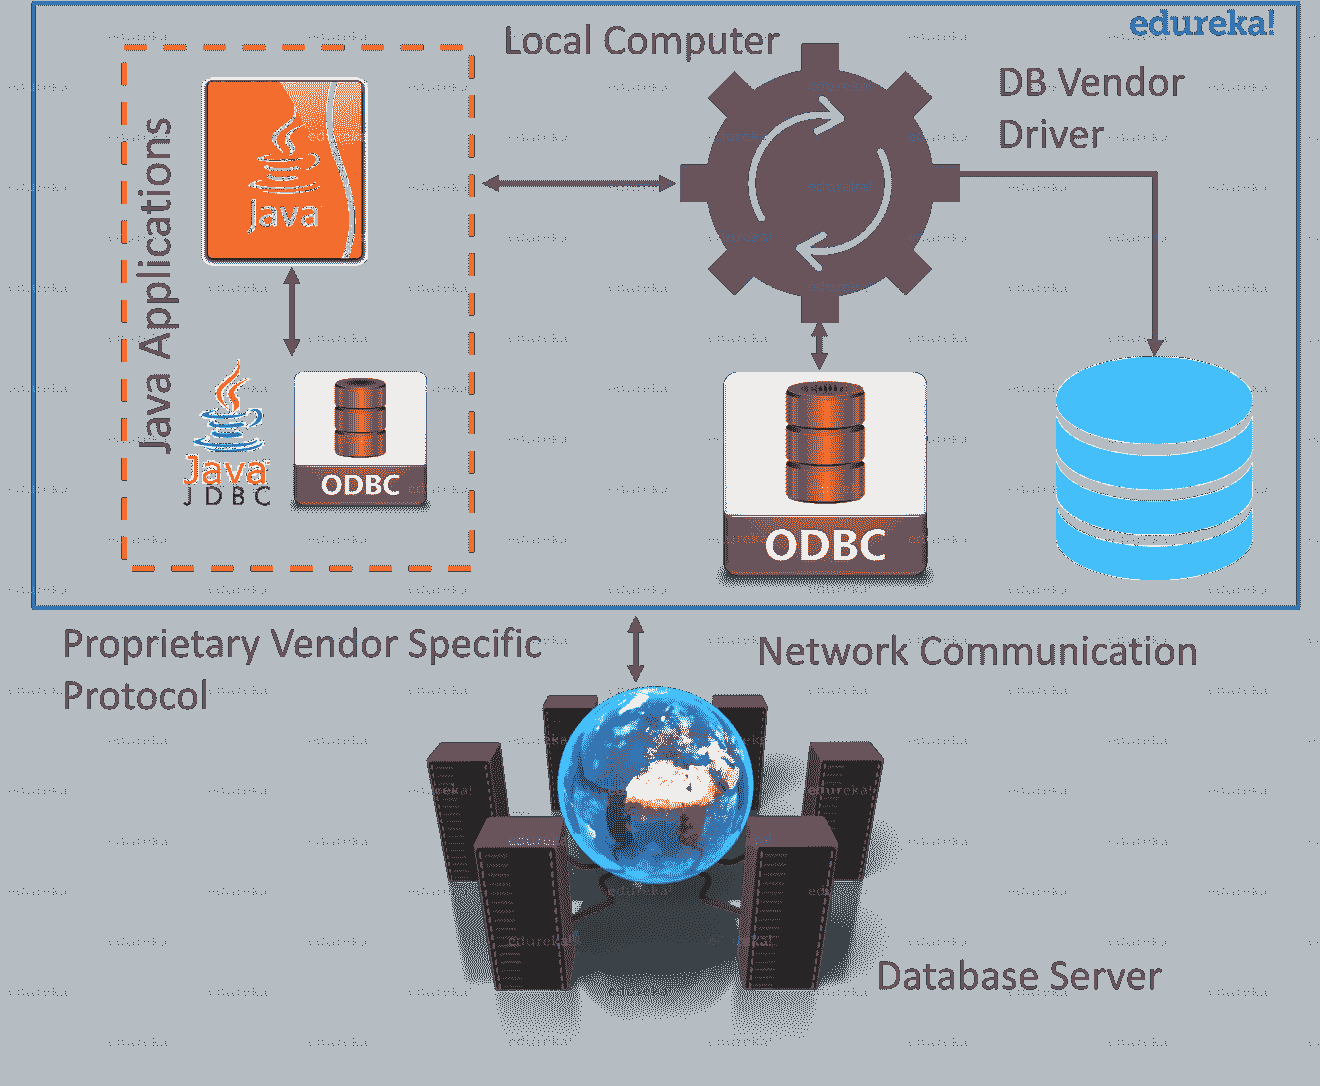 edureka!
Local Computer
DB Vendor
Driver
Java Applications
Java
Java
JDBC
ODBC
ODBC
Proprietary Vendor Specific
Protocol
Network Communication
Database Server